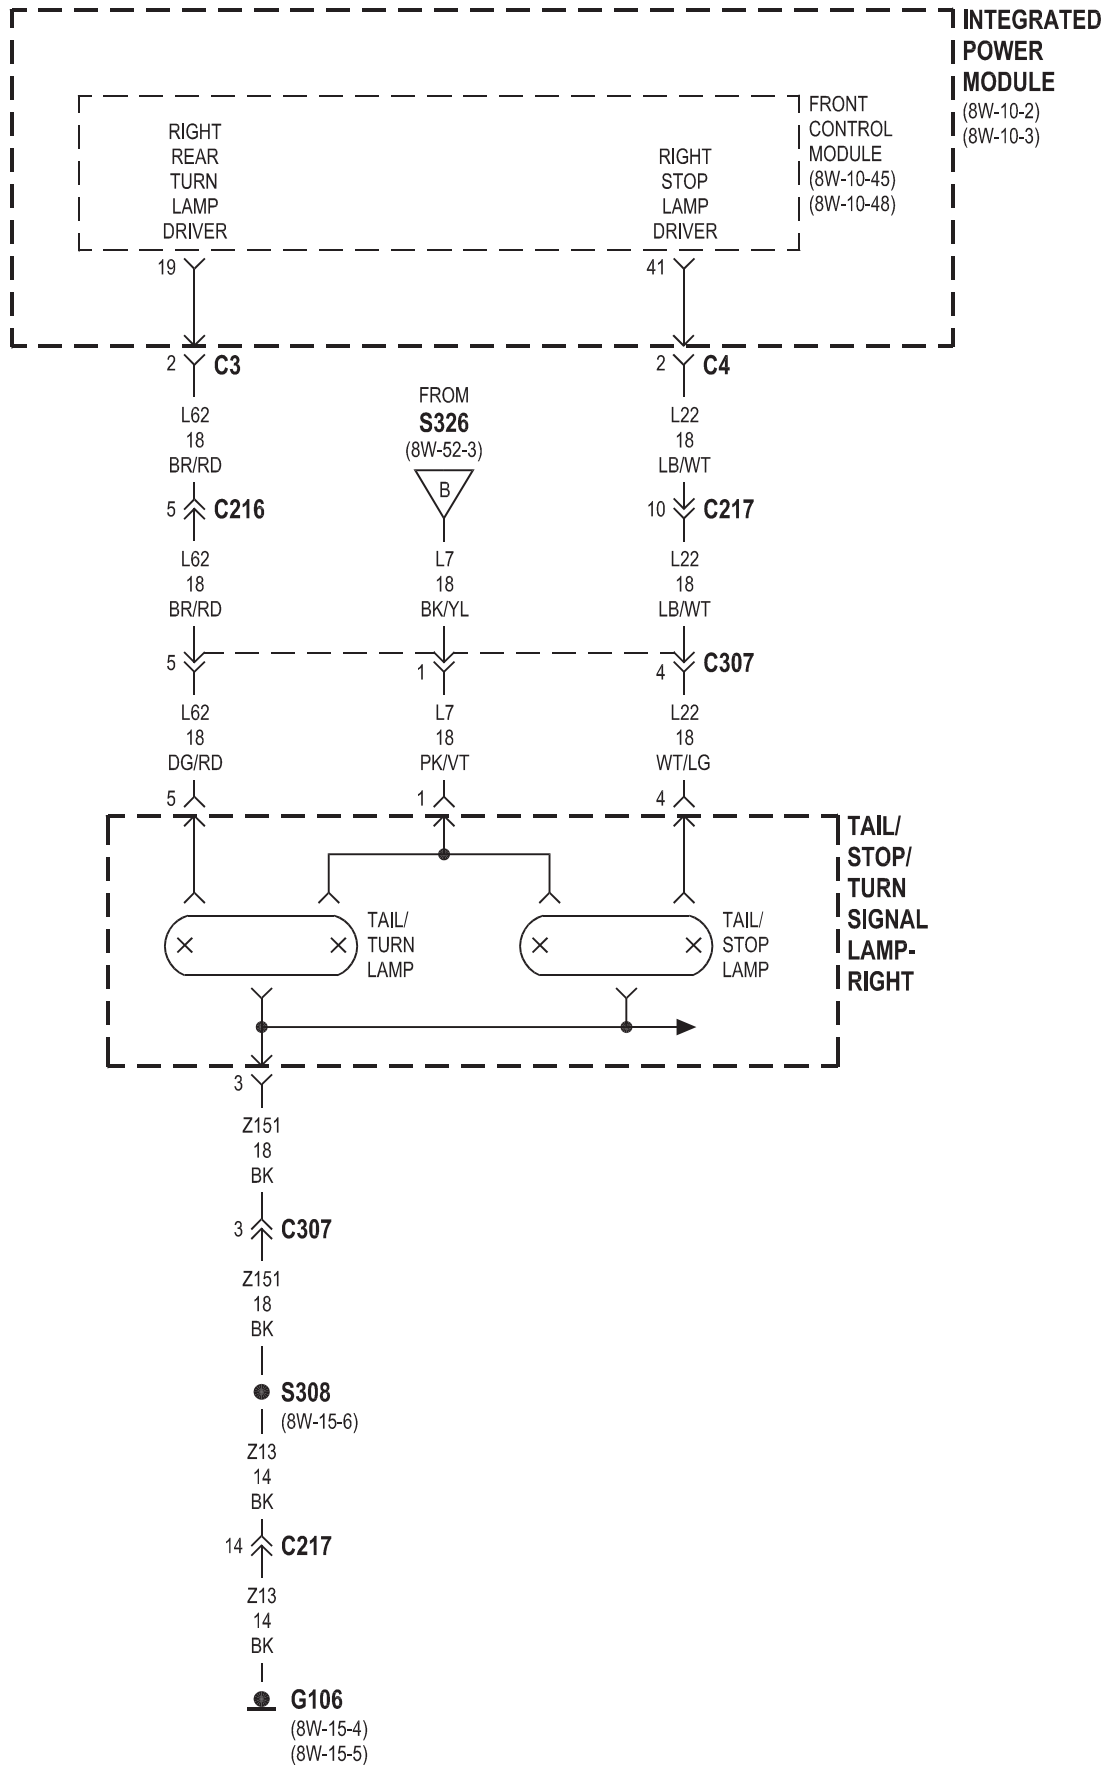 INTEGRATED
POWER
MODULE
(8W-10-2)
(8W-10-3)
FRONT
CONTROL
MODULE
(8W-10-45)
(8W-10-48)
RIGHT
REAR
TURN
LAMP
DRIVER
RIGHT
STOP
LAMP
DRIVER
19
41
2 C3
2 C4
L62
18
BR/RD
FROM
S326
(8W-52-3)
B
L22
18
LB/WT
5 C216
10 C217
L62
18
BR/RD
L7
18
BK/YL
L22
18
LB/WT
5
1
4 C307
L62
18
DG/RD
L7
18
PK/VT
L22
18
WT/LG
5
1
4
TAIL/
STOP/
TURN
SIGNAL
LAMP-
RIGHT
TAIL/
TURN
LAMP
TAIL/
STOP
LAMP
3
Z151
18
BK
3 C307
Z151
18
BK
S308
(8W-15-6)
Z13
14
BK
14 C217
Z13
14
BK
G106
(8W-15-4)
(8W-15-5)